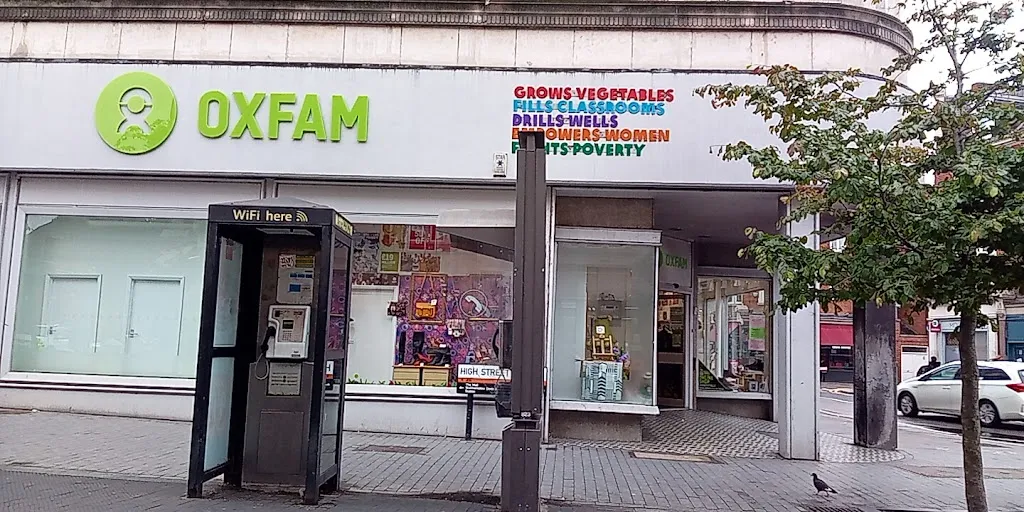 OXFAM
GROWS VEGETABLES
FILLS CLASSROOMS
DRILLS WELLS
EMPOWERS WOMEN
FIGHTS POVERTY
WiFi here
OXFAM
HIGH STREET